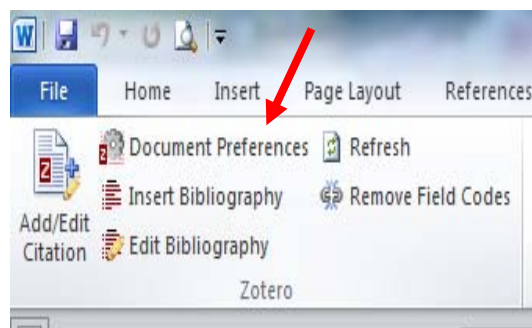 File Home Insert Page Layout References
Document Preferences Refresh
Insert Bibliography Remove Field Codes
Add/Edit
Citation
Edit Bibliography
Zotero